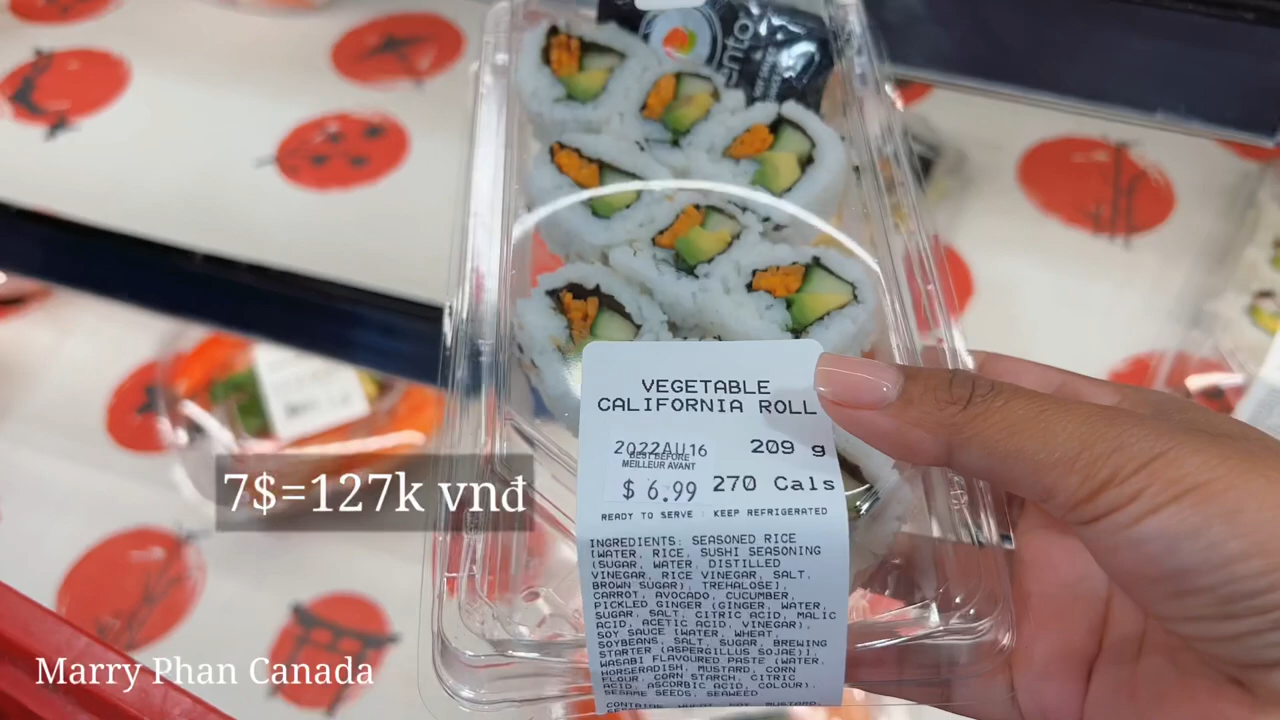 VEGETABLE
CALIFORNIA ROLL
2022AU16
209 g
BEST BEFORE
MEILLEUR AVANT
$ 6.99
270 Cals
READY TO SERVE : KEEP REFRIGERATED
INGREDIENTS: SEASONED RICE
(WATER, RICE, SUSHI SEASONING
(SUGAR, WATER, DISTILLED
VINEGAR, RICE VINEGAR, SALT,
BROWN SUGAR), TREHALOSE),
CARROT, AVOCADO, CUCUMBER,
PICKLED GINGER (GINGER, WATER,
SUGAR, SALT, CITRIC ACID, MALIC
ACID, ACETIC ACID, VINEGAR),
SOY SAUCE (WATER, WHEAT,
SOYBEANS, SALT, SUGAR, BREWING
STARTER (ASPERGILLUS SOJAE)),
WASABI FLAVOURED PASTE (WATER,
HORSERADISH, MUSTARD, CORN
FLOUR, CORN STARCH, CITRIC
ACID, ASCORBIC ACID, COLOUR),
SESAME SEEDS, SEAWEED
7$=127k vnđ
Marry Phan Canada